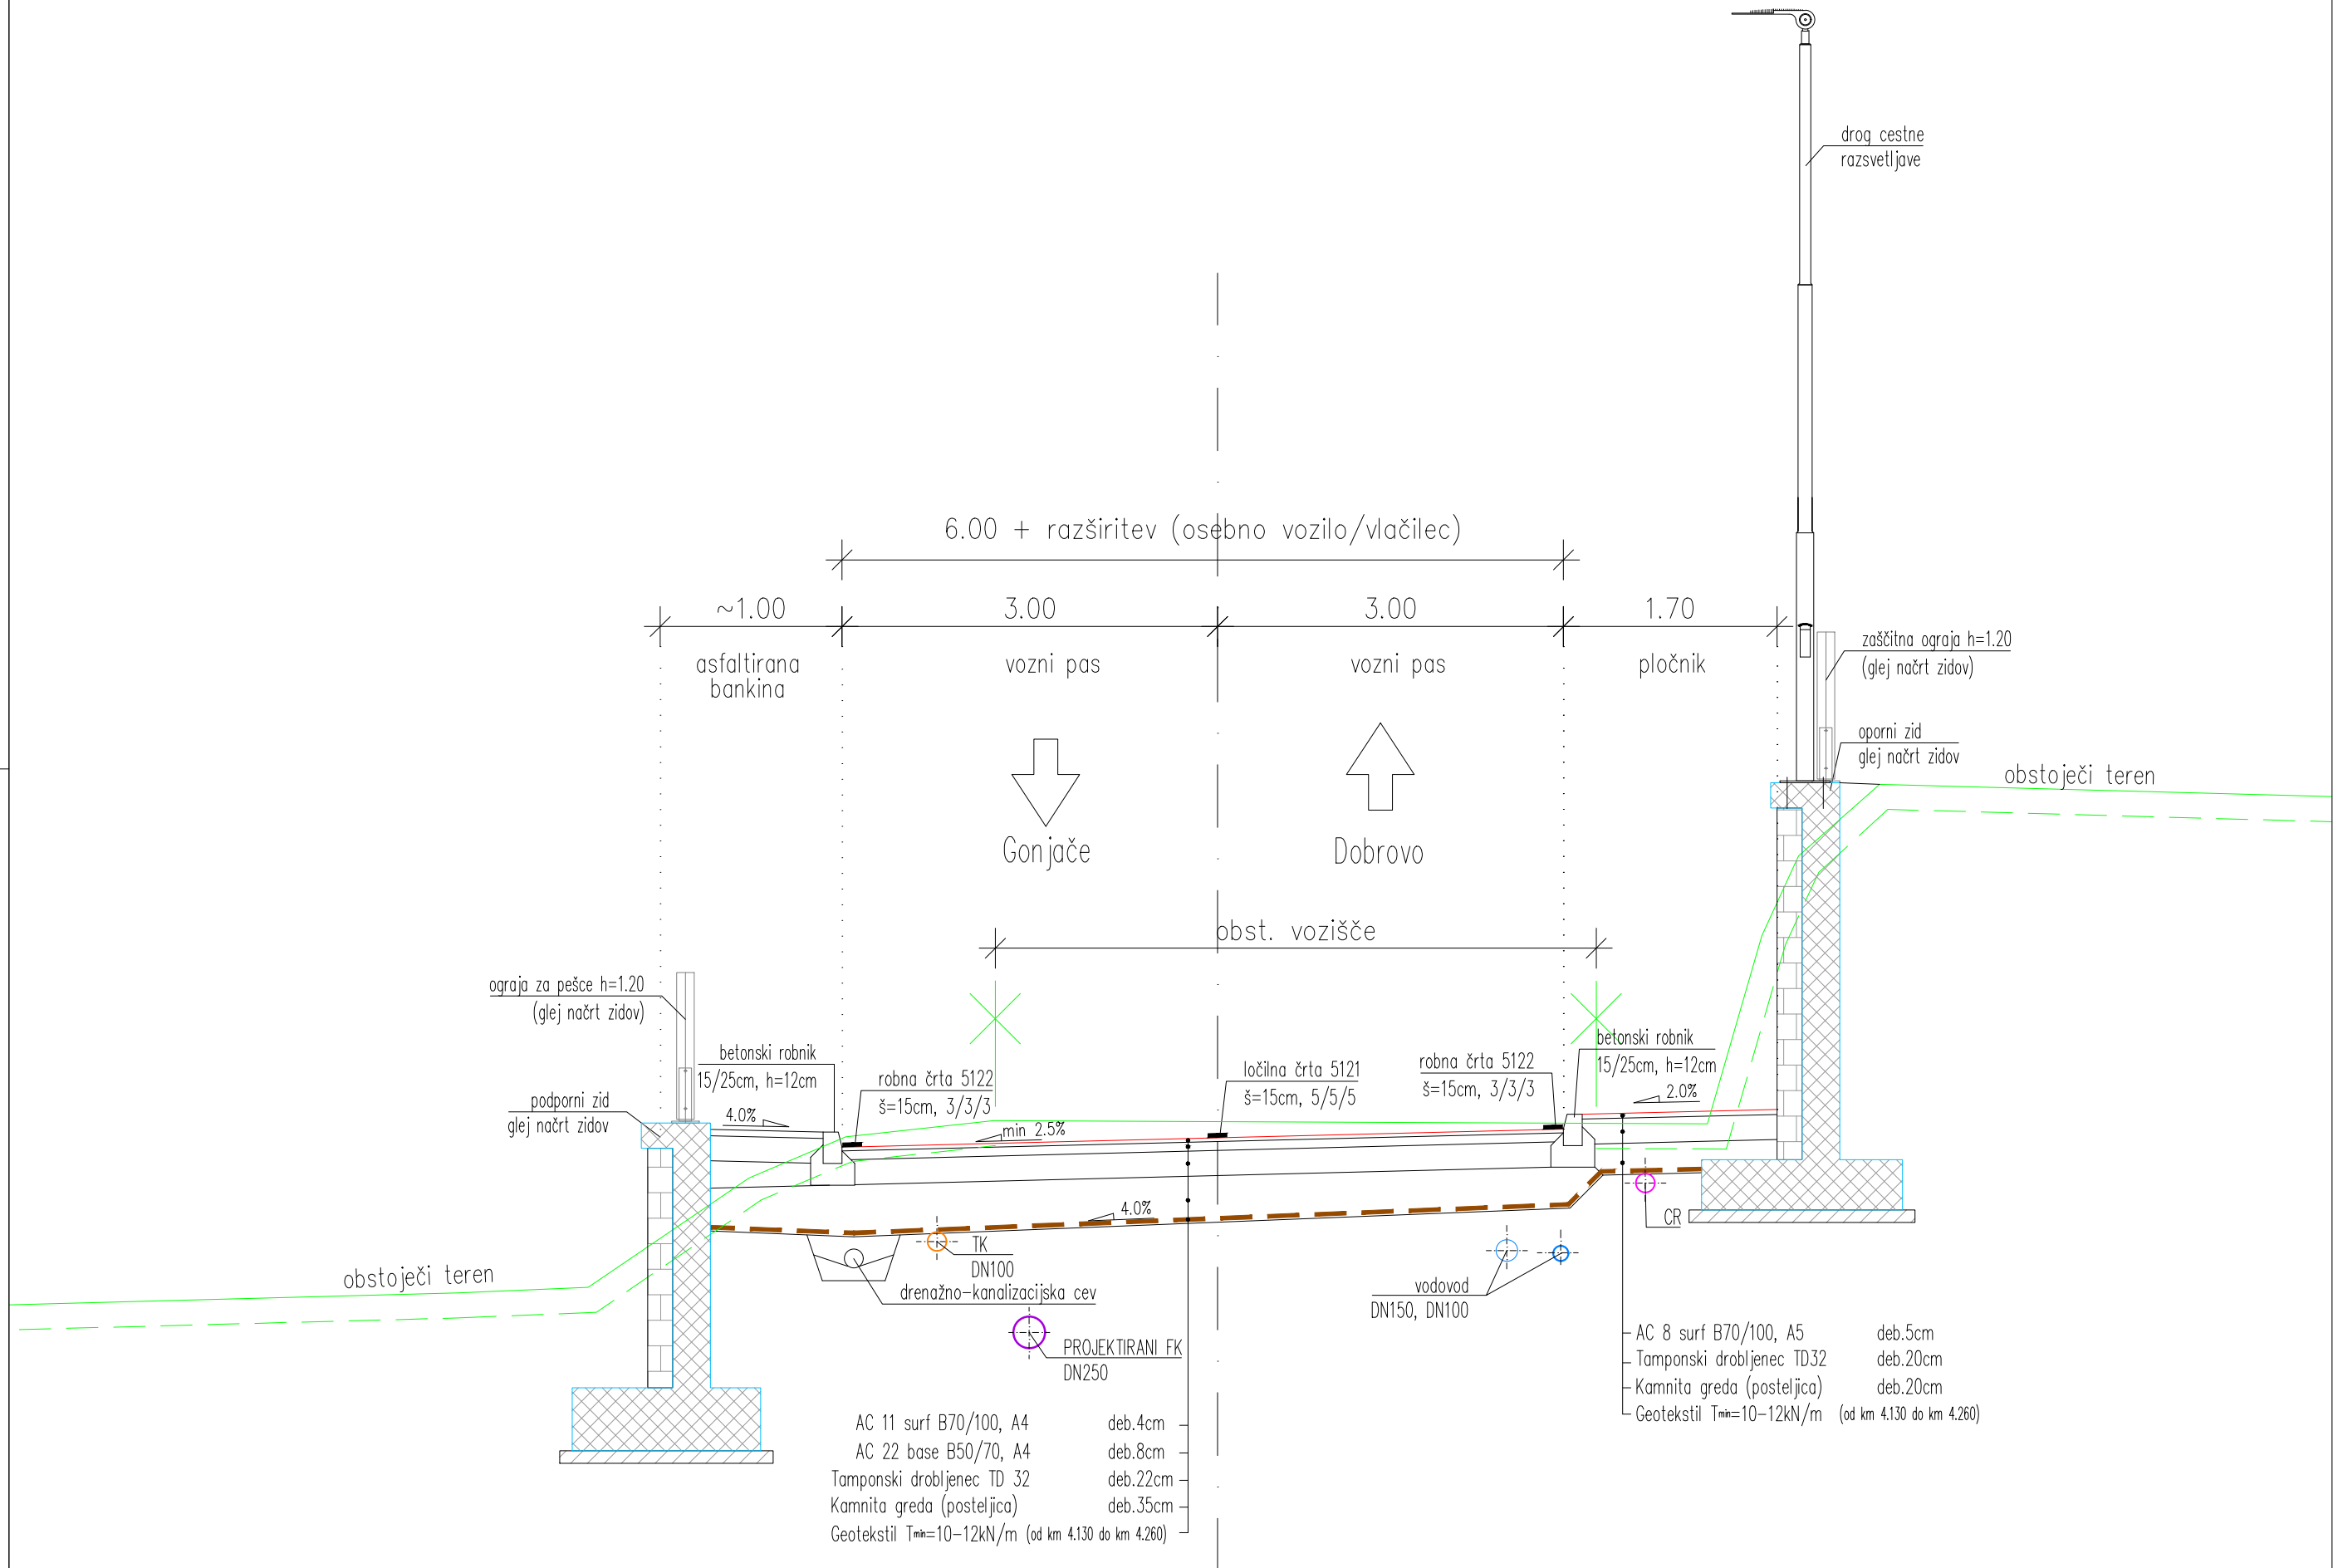 drog cestne
razsvetljave
6.00 + razširitev (osebno vozilo/vlačilec)
~1.00
3.00
3.00
1.70
asfaltirana
bankina
vozni pas
vozni pas
pločnik
zaščitna ograja h=1.20
(glej načrt zidov)
oporni zid
glej načrt zidov
obstoječi teren
Gonjače
Dobrovo
obst. vozišče
ograja za pešce h=1.20
(glej načrt zidov)
betonski robnik
15/25cm, h=12cm
robna črta 5122
š=15cm, 3/3/3
ločilna črta 5121
š=15cm, 5/5/5
robna črta 5122
š=15cm, 3/3/3
betonski robnik
15/25cm, h=12cm
2.0%
podporni zid
glej načrt zidov
4.0%
min 2.5%
4.0%
CR
TK
DN100
obstoječi teren
drenažno-kanalizacijska cev
vodovod
DN150, DN100
PROJEKTIRANI FK
DN250
AC 8 surf B70/100, A5 deb.5cm
Tamponski drobljenec TD32 deb.20cm
Kamnita greda (posteljica) deb.20cm
Geotekstil Tmin=10-12kN/m (od km 4.130 do km 4.260)
AC 11 surf B70/100, A4 deb.4cm
AC 22 base B50/70, A4 deb.8cm
Tamponski drobljenec TD 32 deb.22cm
Kamnita greda (posteljica) deb.35cm
Geotekstil Tmin=10-12kN/m (od km 4.130 do km 4.260)